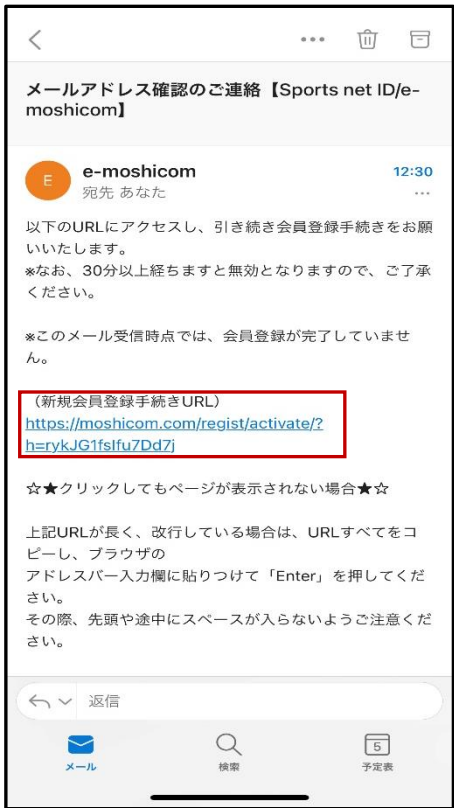 メールアドレス確認のご連絡【Sports net ID/e-
moshicom】
E
e-moshicom
12:30
宛先 あなた
以下のURLにアクセスし、引き続き会員登録手続きをお願
いいたします。
※なお、30分以上経ちますと無効となりますので、ご了承
ください。
※このメール受信時点では、会員登録が完了していませ
ん。
（新規会員登録手続きURL）
https://moshicom.com/regist/activate/?
h=rykJG1fsIfu7Dd7j
☆★クリックしてもページが表示されない場合★☆
上記URLが長く、改行している場合は、URLすべてをコ
ピーし、ブラウザの
アドレスバー入力欄に貼りつけて「Enter」を押してくだ
さい。
その際、先頭や途中にスペースが入らないようご注意くだ
さい。
返信
メール
検索
5
予定表